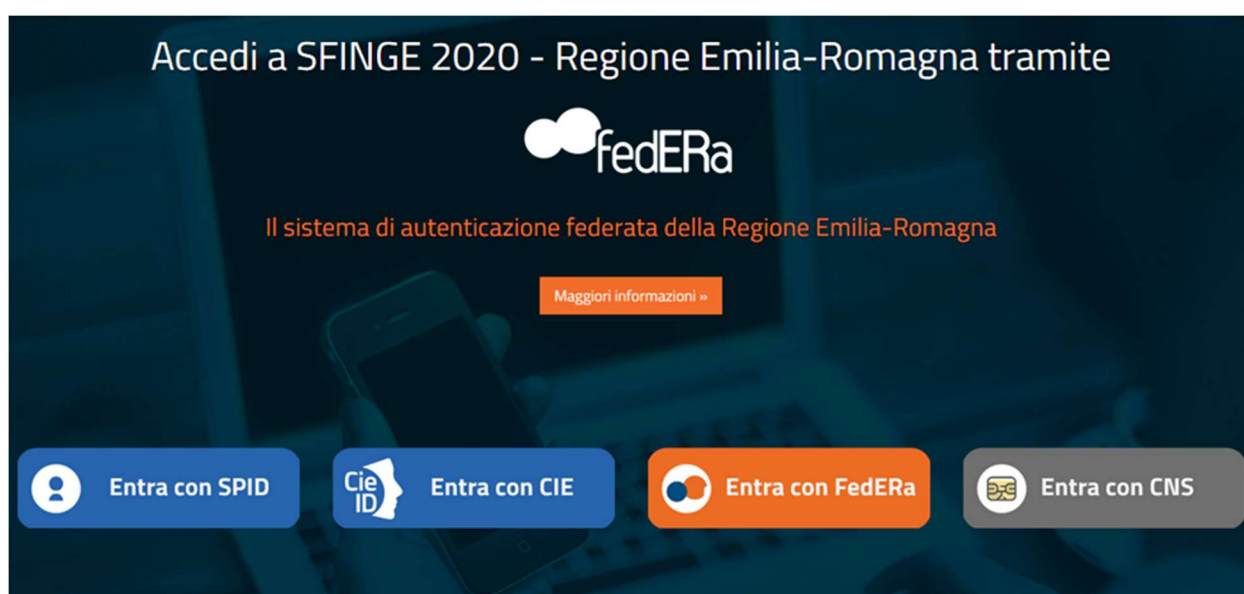 Accedi a SFINGE 2020 - Regione Emilia-Romagna tramite
fedERa
Il sistema di autenticazione federata della Regione Emilia-Romagna
Maggiori informazioni »
Entra con SPID
Cie
ID
Entra con CIE
Entra con FedERa
Entra con CNS